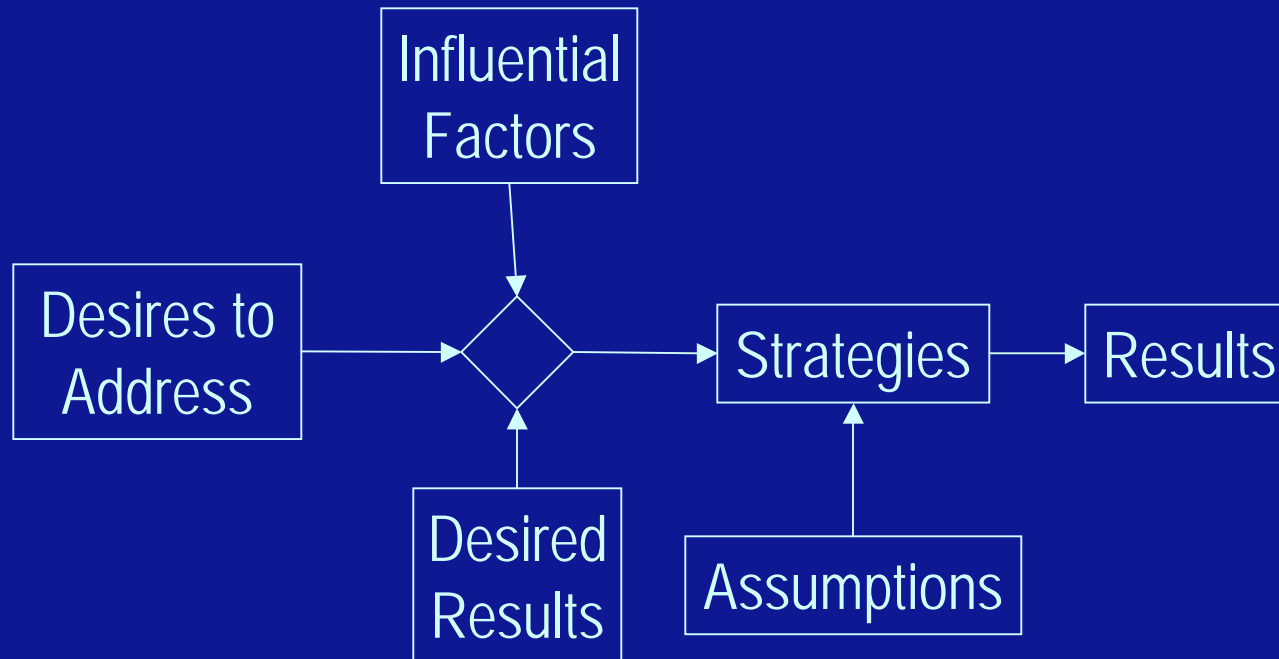 Influential
Factors
Desires to
Address
Strategies
Results
Desired
Results
Assumptions